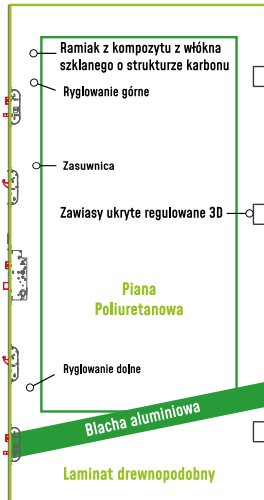 Ramiak z kompozytu z włókna
szklanego o strukturze karbonu
Ryglowanie górne
Zasuwnica
Zawiasy ukryte regulowane 3D
Piana
Poliuretanowa
Ryglowanie dolne
Blacha aluminiowa
Laminat drewnopodobny